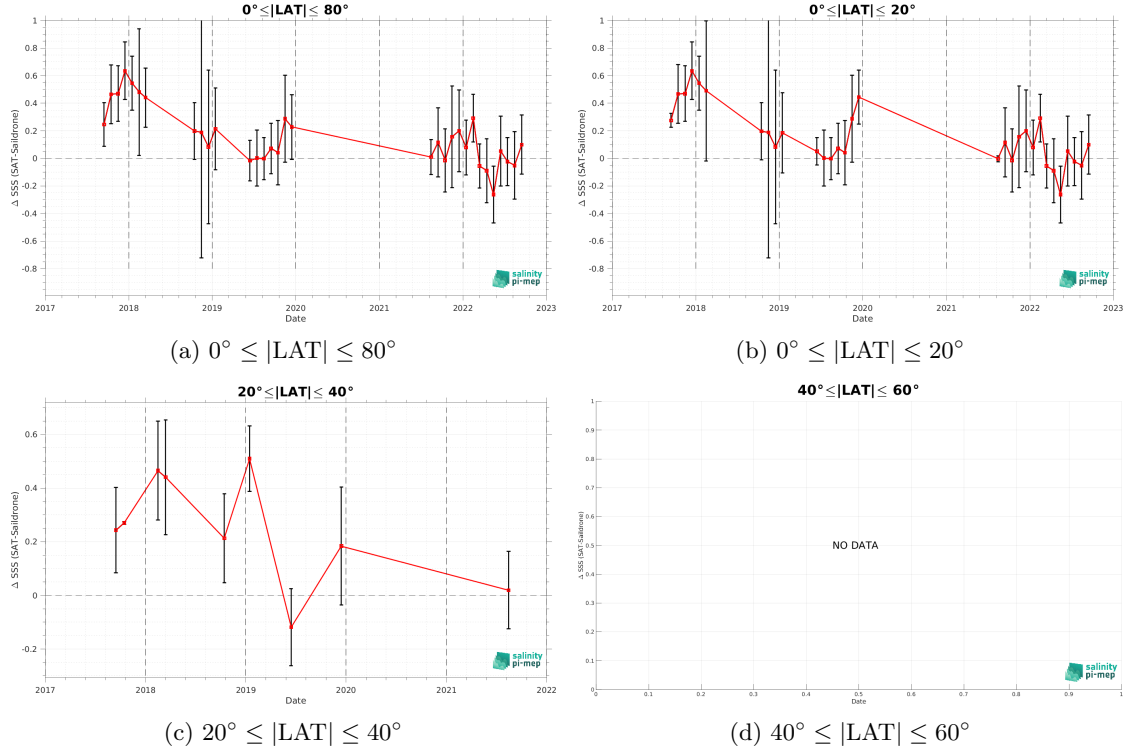 0°≤|LAT|≤ 80°
1
0.8
0.6
0.4
0.2
0
-0.2
-0.4
-0.6
-0.8
Δ SSS (SAT-Saildrone)
2017 2018 2019 2020 2021 2022 2023
Date
salinity
pi-mep
(a) 0° ≤ |LAT| ≤ 80°
0°≤|LAT|≤ 20°
1
0.8
0.6
0.4
0.2
0
-0.2
-0.4
-0.6
-0.8
Δ SSS (SAT-Saildrone)
2017 2018 2019 2020 2021 2022 2023
Date
salinity
pi-mep
(b) 0° ≤ |LAT| ≤ 20°
20°≤|LAT|≤ 40°
0.6
0.4
0.2
0
-0.2
Δ SSS (SAT-Saildrone)
2017 2018 2019 2020 2021 2022
Date
salinity
pi-mep
(c) 20° ≤ |LAT| ≤ 40°
40°≤|LAT|≤ 60°
1
0.9
0.8
0.7
0.6
0.5
0.4
0.3
0.2
0.1
0
Δ SSS (SAT-Saildrone)
NO DATA
0 0.1 0.2 0.3 0.4 0.5 0.6 0.7 0.8 0.9 1
Date
salinity
pi-mep
(d) 40° ≤ |LAT| ≤ 60°